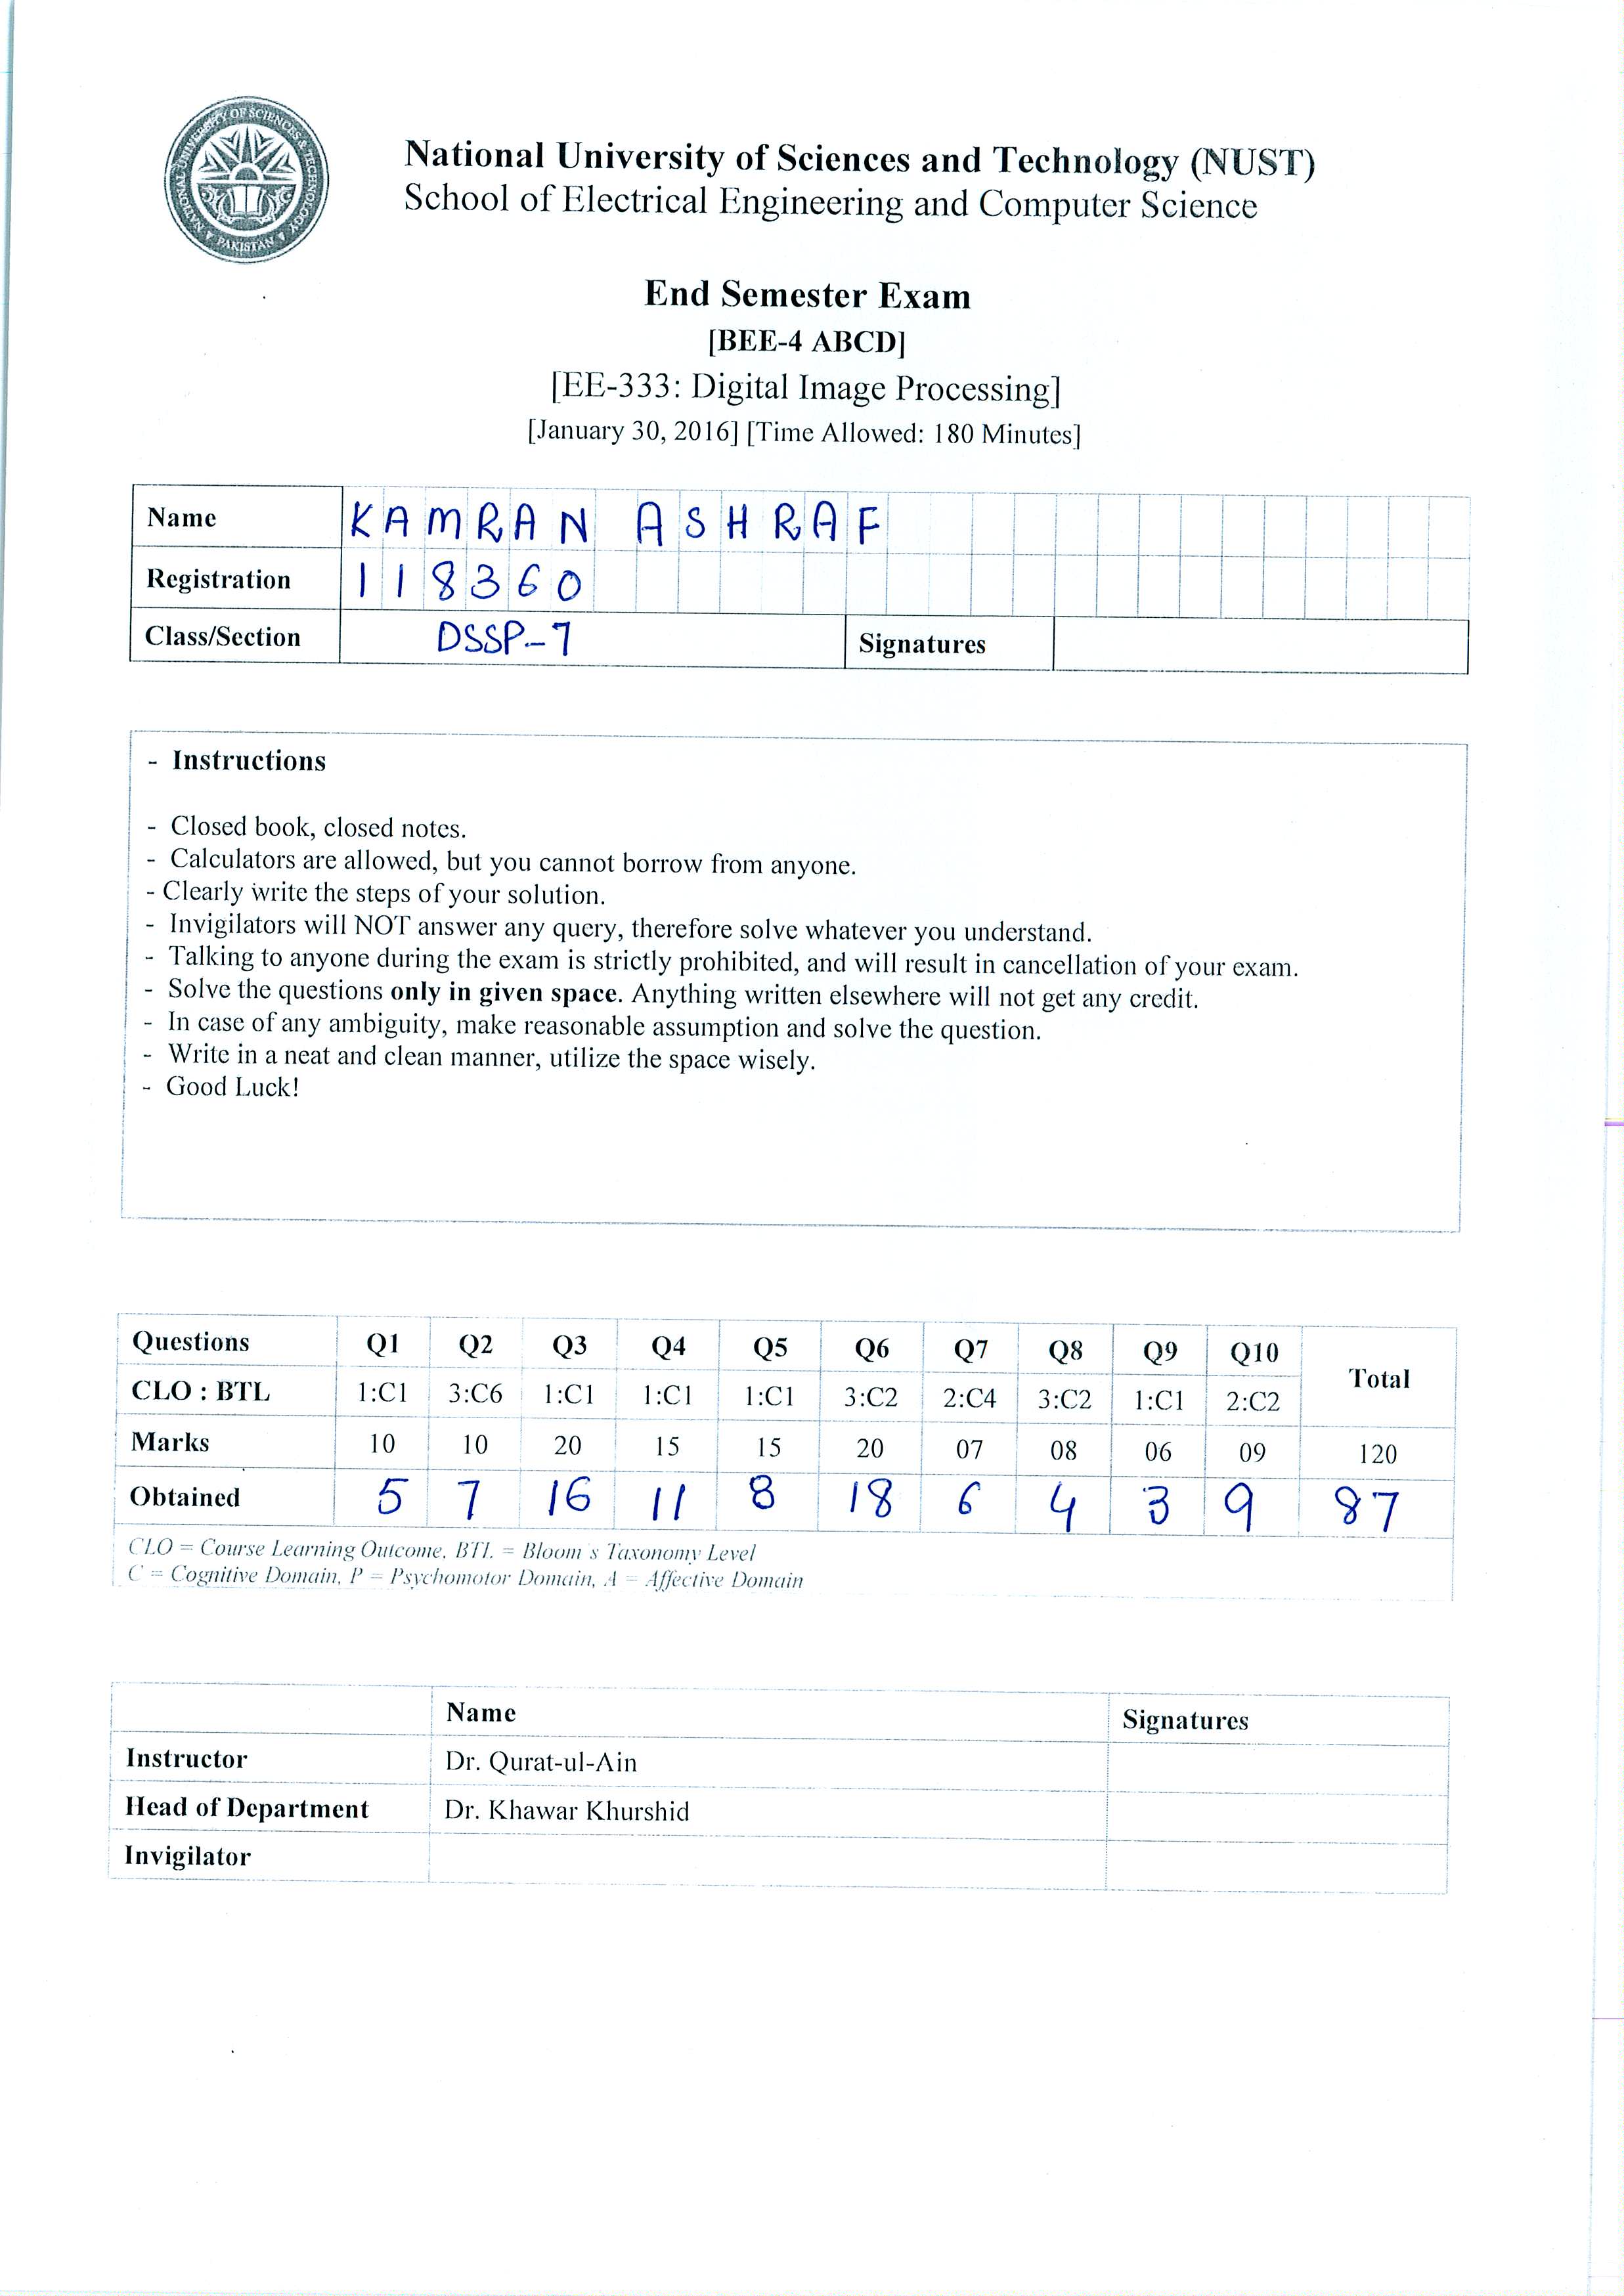 NATIONAL UNIVERSITY OF SCIENCES & TECHNOLOGY
PAKISTAN
National University of Sciences and Technology (NUST)
School of Electrical Engineering and Computer Science
End Semester Exam
[BEE-4 ABCD]
[EE-333: Digital Image Processing]
[January 30, 2016] [Time Allowed: 180 Minutes]
Name KAMRAN ASHRAF
Registration 118360
Class/Section DSSP-7 Signatures
- Instructions
- Closed book, closed notes.
- Calculators are allowed, but you cannot borrow from anyone.
- Clearly write the steps of your solution.
- Invigilators will NOT answer any query, therefore solve whatever you understand.
- Talking to anyone during the exam is strictly prohibited, and will result in cancellation of your exam.
- Solve the questions only in given space. Anything written elsewhere will not get any credit.
- In case of any ambiguity, make reasonable assumption and solve the question.
- Write in a neat and clean manner, utilize the space wisely.
- Good Luck!
Questions Q1 Q2 Q3 Q4 Q5 Q6 Q7 Q8 Q9 Q10 Total
CLO : BTL 1:C1 3:C6 1:C1 1:C1 1:C1 3:C2 2:C4 3:C2 1:C1 2:C2
Marks 10 10 20 15 15 20 07 08 06 09 120
Obtained 5 7 16 11 8 18 6 4 3 9 87
CLO = Course Learning Outcome. BTL = Bloom's Taxonomy Level
C = Cognitive Domain, P = Psychomotor Domain, A = Affective Domain
Name Signatures
Instructor Dr. Qurat-ul-Ain
Head of Department Dr. Khawar Khurshid
Invigilator